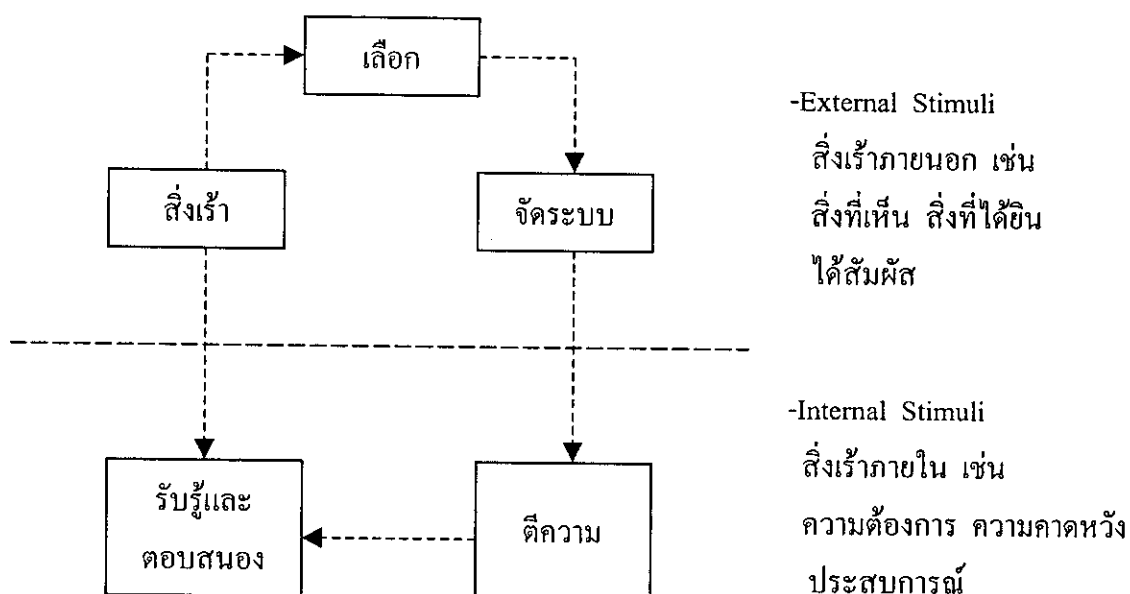 เลือก
สิ่งเร้า
จัดระบบ
-External Stimuli
สิ่งเร้าภายนอก เช่น
สิ่งที่เห็น สิ่งที่ได้ยิน
ได้สัมผัส
รับรู้และ
ตอบสนอง
ตีความ
-Internal Stimuli
สิ่งเร้าภายใน เช่น
ความต้องการ ความคาดหวัง
ประสบการณ์